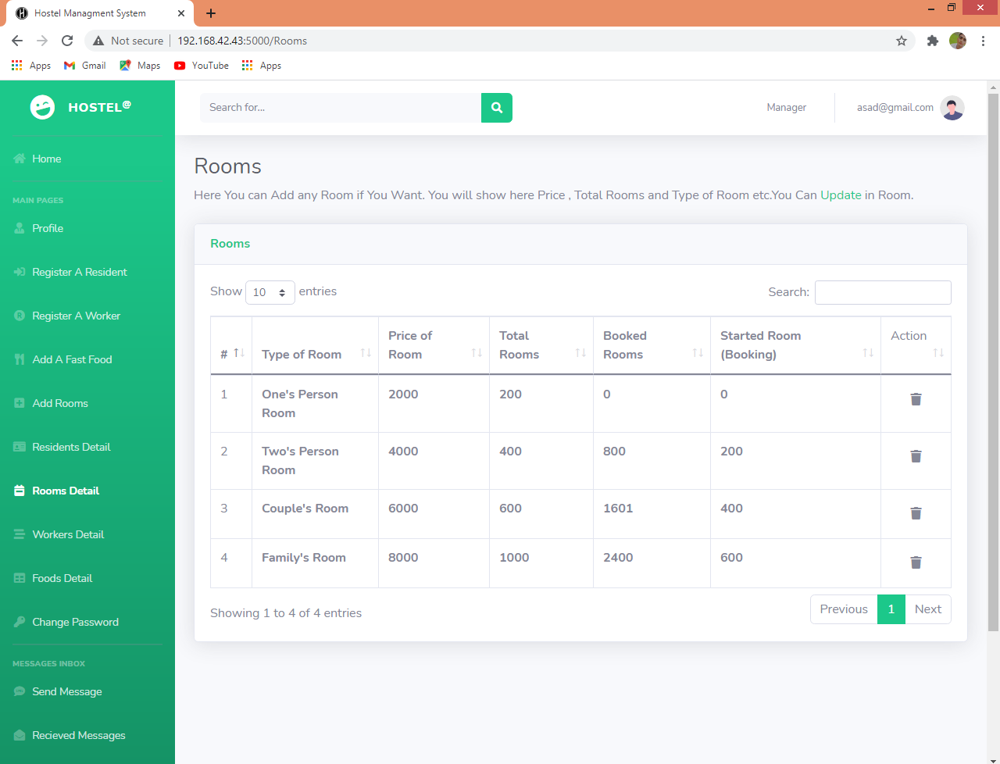 Hostel Managment System
Not secure 192.168.42.43:5000/Rooms
Apps Gmail Maps YouTube Apps
HOSTEL@
Home
MAIN PAGES
Profile
Register A Resident
Register A Worker
Add A Fast Food
Add Rooms
Residents Detail
Rooms Detail
Workers Detail
Foods Detail
Change Password
MESSAGES INBOX
Send Message
Recieved Messages
Search for...
Manager asad@gmail.com
Rooms
Here You can Add any Room if You Want. You will show here Price , Total Rooms and Type of Room etc.You Can Update in Room.
Rooms
Show 10 entries Search:
# Type of Room Price of Room Total Rooms Booked Rooms Started Room (Booking) Action
1 One's Person Room 2000 200 0 0
2 Two's Person Room 4000 400 800 200
3 Couple's Room 6000 600 1601 400
4 Family's Room 8000 1000 2400 600
Showing 1 to 4 of 4 entries Previous 1 Next